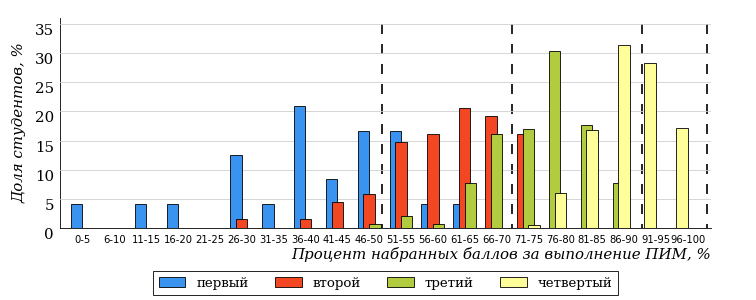 Доля студентов, %
35
30
25
20
15
10
5
0
0-5 6-10 11-15 16-20 21-25 26-30 31-35 36-40 41-45 46-50 51-55 56-60 61-65 66-70 71-75 76-80 81-85 86-90 91-95 96-100
Процент набранных баллов за выполнение ПИМ, %
первый второй третий четвертый